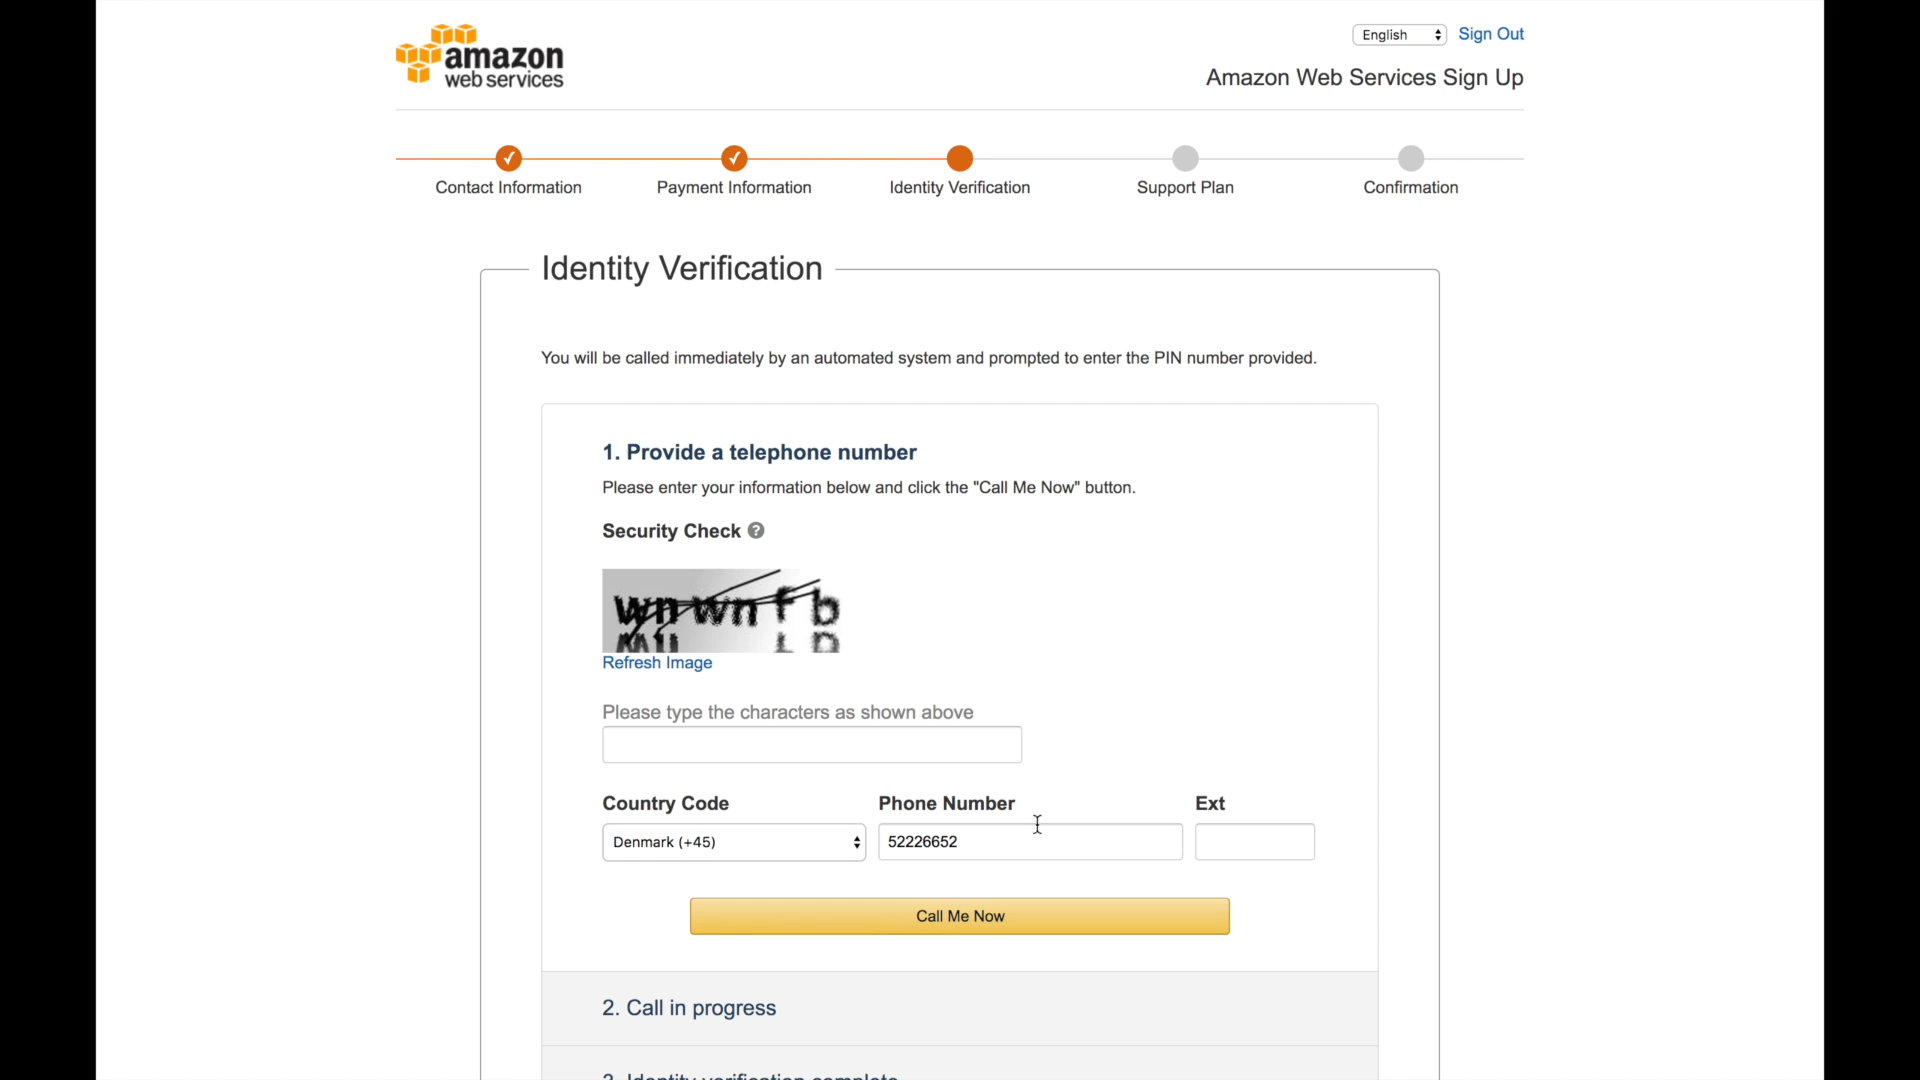 amazon
web services
English
Sign Out
Amazon Web Services Sign Up
Contact Information
Payment Information
Identity Verification
Support Plan
Confirmation
Identity Verification
You will be called immediately by an automated system and prompted to enter the PIN number provided.
1. Provide a telephone number
Please enter your information below and click the "Call Me Now" button.
Security Check ?
Refresh Image
Please type the characters as shown above
Country Code
Phone Number
Ext
Denmark (+45)
52226652
Call Me Now
2. Call in progress
3. Identity verification complete